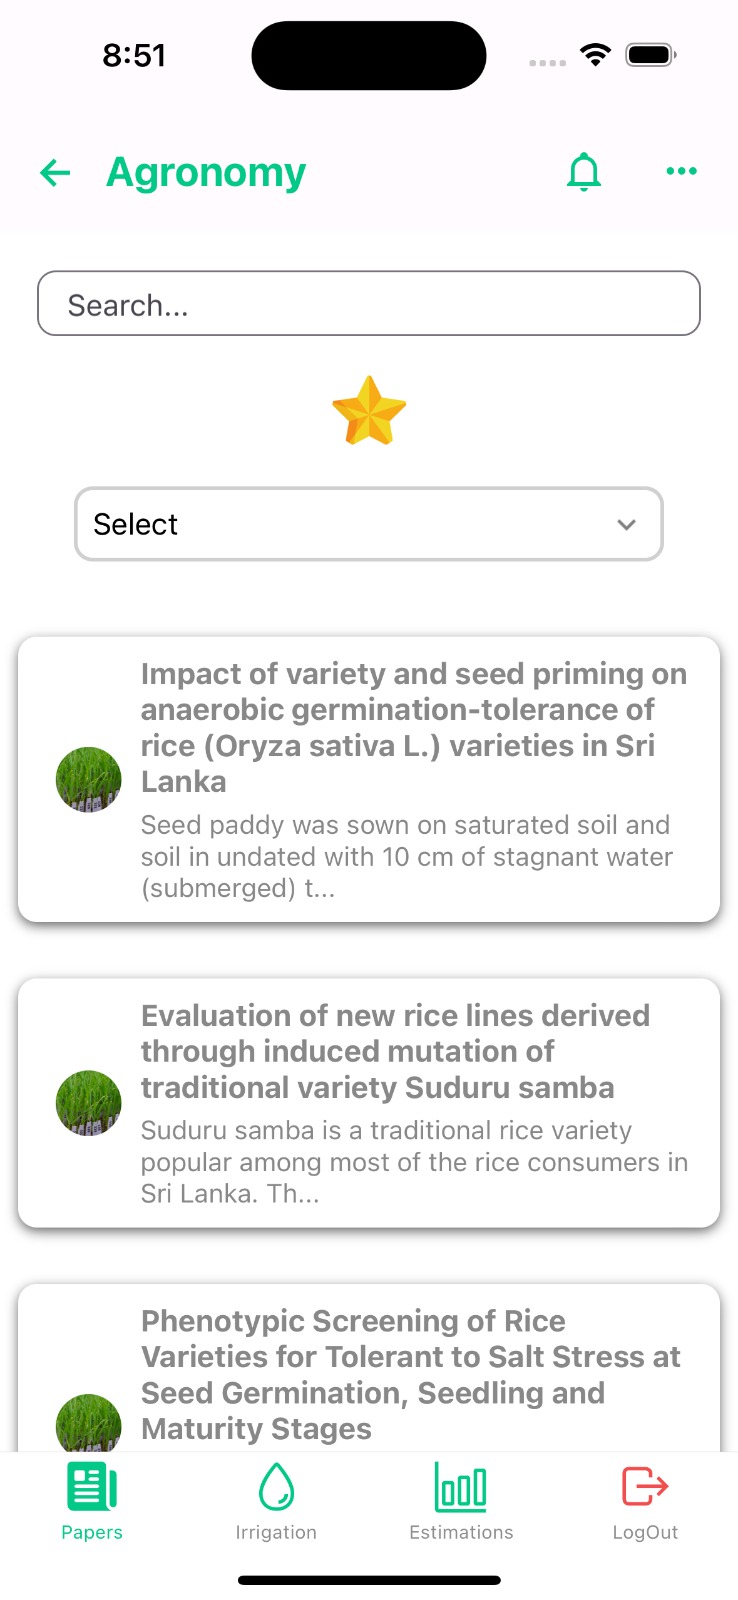 8:51
Agronomy
Search...
Select
Impact of variety and seed priming on
anaerobic germination-tolerance of
rice (Oryza sativa L.) varieties in Sri
Lanka
Seed paddy was sown on saturated soil and
soil in undated with 10 cm of stagnant water
(submerged) t...
Evaluation of new rice lines derived
through induced mutation of
traditional variety Suduru samba
Suduru samba is a traditional rice variety
popular among most of the rice consumers in
Sri Lanka. Th...
Phenotypic Screening of Rice
Varieties for Tolerant to Salt Stress at
Seed Germination, Seedling and
Maturity Stages
Papers Irrigation Estimations LogOut